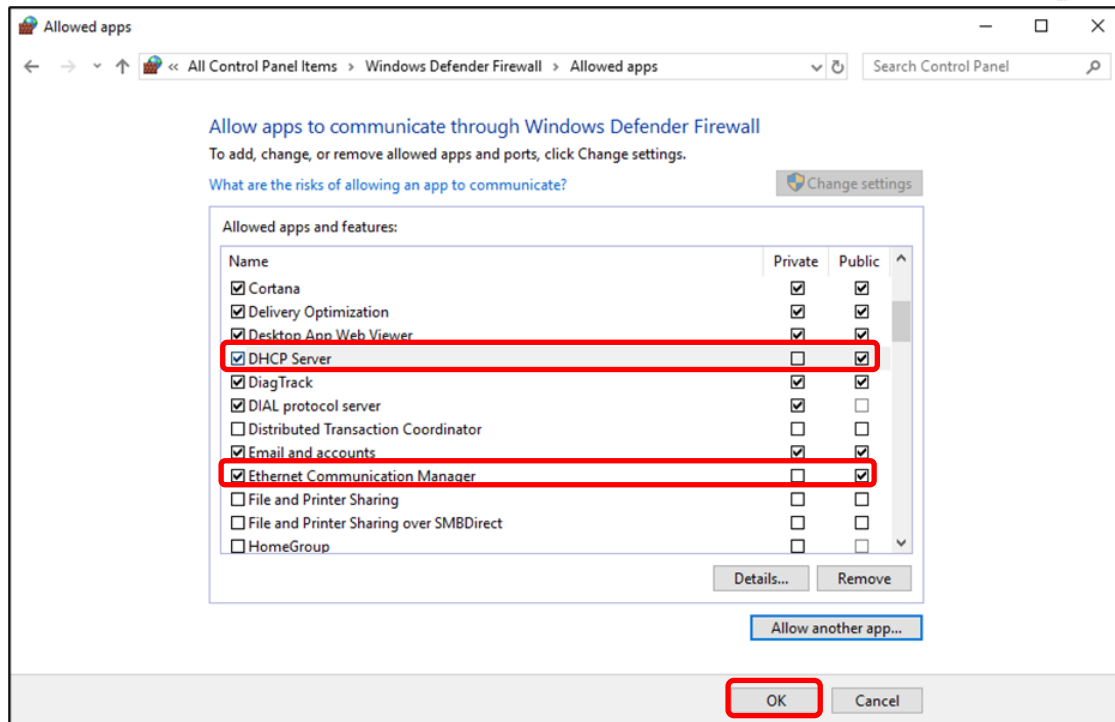 Allowed apps
« All Control Panel Items > Windows Defender Firewall > Allowed apps
Search Control Panel
Allow apps to communicate through Windows Defender Firewall
To add, change, or remove allowed apps and ports, click Change settings.
What are the risks of allowing an app to communicate?
Change settings
Allowed apps and features:
Name Private Public
Cortana
Delivery Optimization
Desktop App Web Viewer
DHCP Server
DiagTrack
DIAL protocol server
Distributed Transaction Coordinator
Email and accounts
Ethernet Communication Manager
File and Printer Sharing
File and Printer Sharing over SMBDirect
HomeGroup
Details... Remove
Allow another app...
OK Cancel